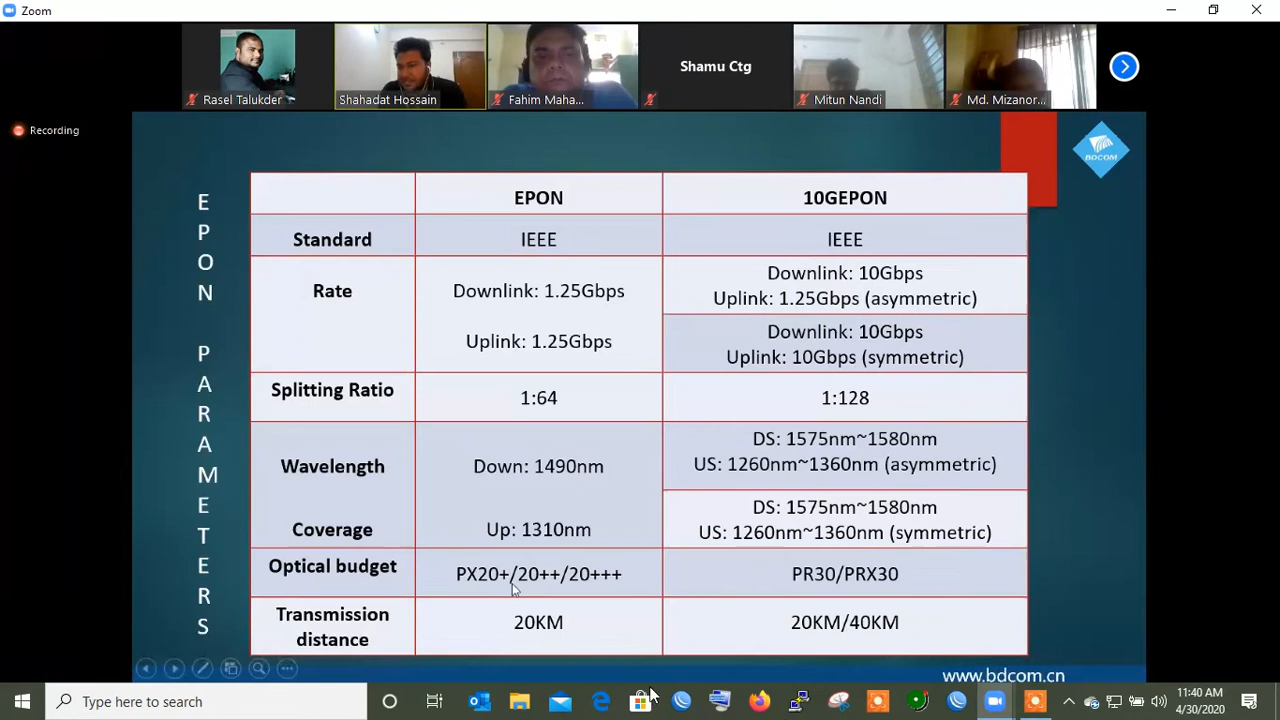 Zoom
Rasel Talukder
Shahadat Hossain
Fahim Maha...
Shamu Ctg
Mitun Nandi
Md. Mizanor...
Recording
BDCOM
EPON PARAMETERS
EPON
10GEPON
Standard
IEEE
IEEE
Rate
Downlink: 1.25Gbps
Uplink: 1.25Gbps
Downlink: 10Gbps
Uplink: 1.25Gbps (asymmetric)
Downlink: 10Gbps
Uplink: 10Gbps (symmetric)
Splitting Ratio
1:64
1:128
Wavelength
Coverage
Down: 1490nm
Up: 1310nm
DS: 1575nm~1580nm
US: 1260nm~1360nm (asymmetric)
DS: 1575nm~1580nm
US: 1260nm~1360nm (symmetric)
Optical budget
PX20+/20++/20+++
PR30/PRX30
Transmission
distance
20KM
20KM/40KM
www.bdcom.cn
Type here to search
11:40 AM
4/30/2020